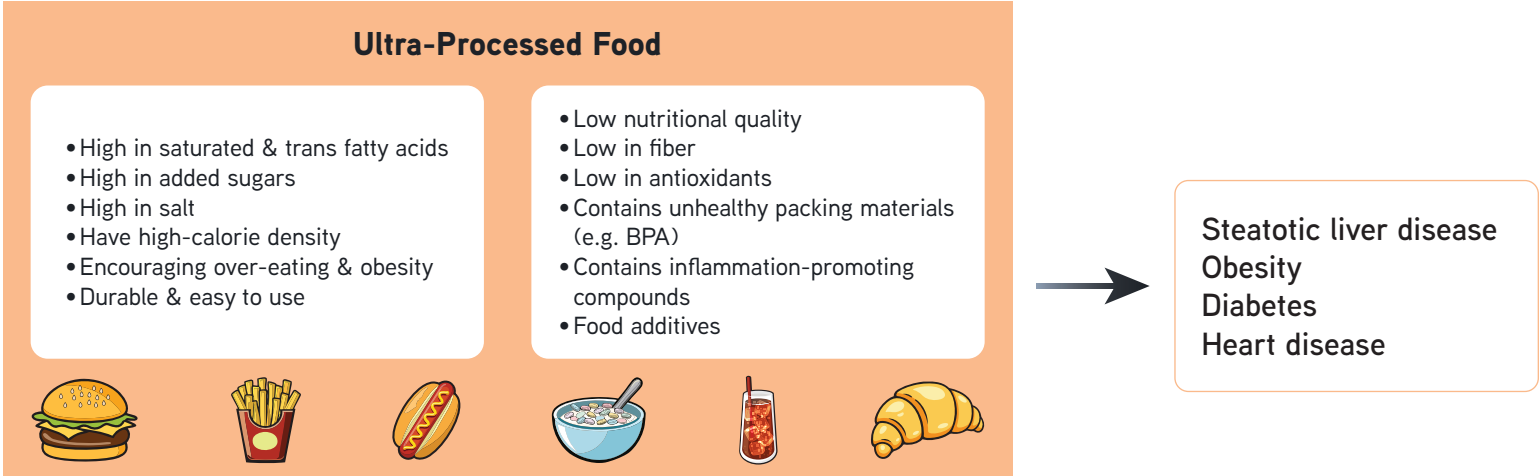 Ultra-Processed Food
•High in saturated & trans fatty acids
•High in added sugars
•High in salt
•Have high-calorie density
•Encouraging over-eating & obesity
•Durable & easy to use
•Low nutritional quality
•Low in fiber
•Low in antioxidants
•Contains unhealthy packing materials
(e.g. BPA)
•Contains inflammation-promoting
compounds
•Food additives
Steatotic liver disease
Obesity
Diabetes
Heart disease